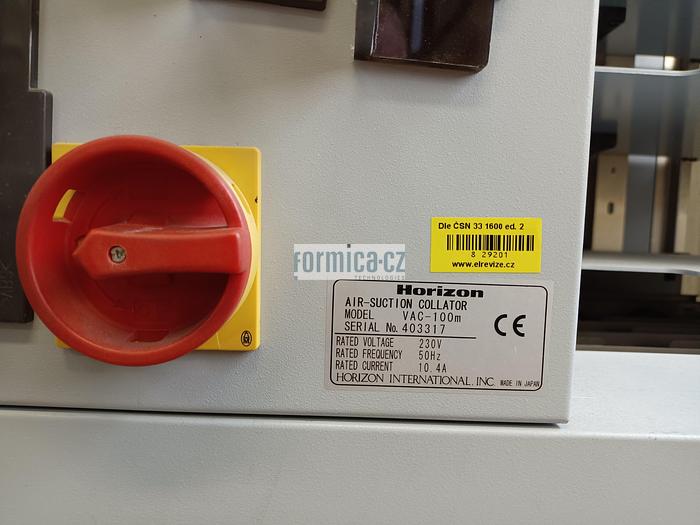 Dle ČSN 33 1600 ed. 2
8 29201
www.elrevize.cz
formica.cz
TECHNOLOGIES
Horizon
AIR-SUCTION COLLATOR
MODEL VAC-100m
SERIAL No. 403317
CE
RATED VOLTAGE 230V
RATED FREQUENCY 50Hz
RATED CURRENT 10.4A
HORIZON INTERNATIONAL, INC. MADE IN JAPAN